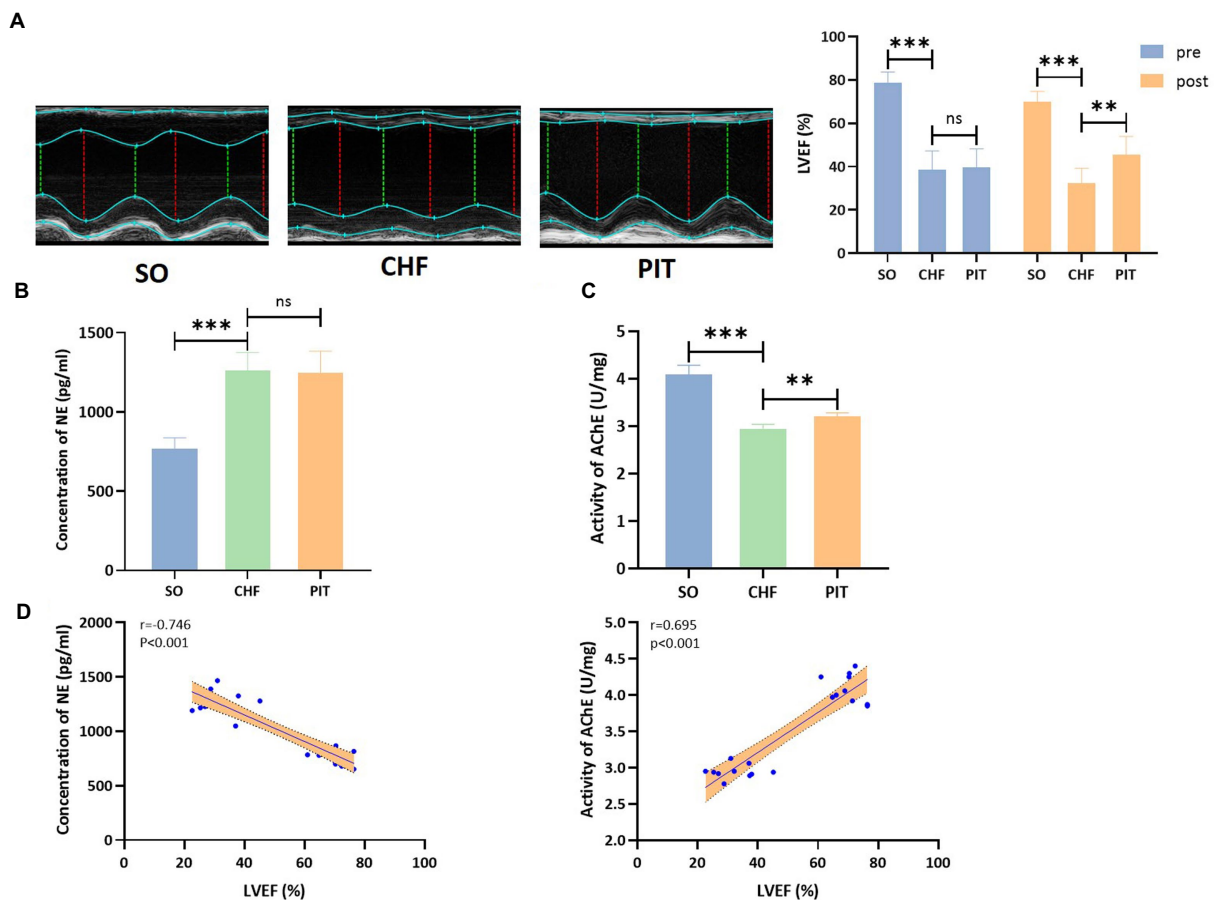 A
SO
CHF
PIT
LVEF (%)
100
80
60
40
20
0
***
ns
***
**
pre
post
SO CHF PIT SO CHF PIT
B
Concentration of NE (pg/ml)
1500
1000
500
0
***
ns
SO CHF PIT
C
Activity of AChE (U/mg)
5
4
3
2
1
0
***
**
SO CHF PIT
D
r=-0.746
P<0.001
Concentration of NE (pg/ml)
2000
1500
1000
500
0
0 20 40 60 80 100
LVEF (%)
r=0.695
p<0.001
Activity of AChE (U/mg)
4.5
4.0
3.5
3.0
2.5
2.0
0 20 40 60 80 100
LVEF (%)